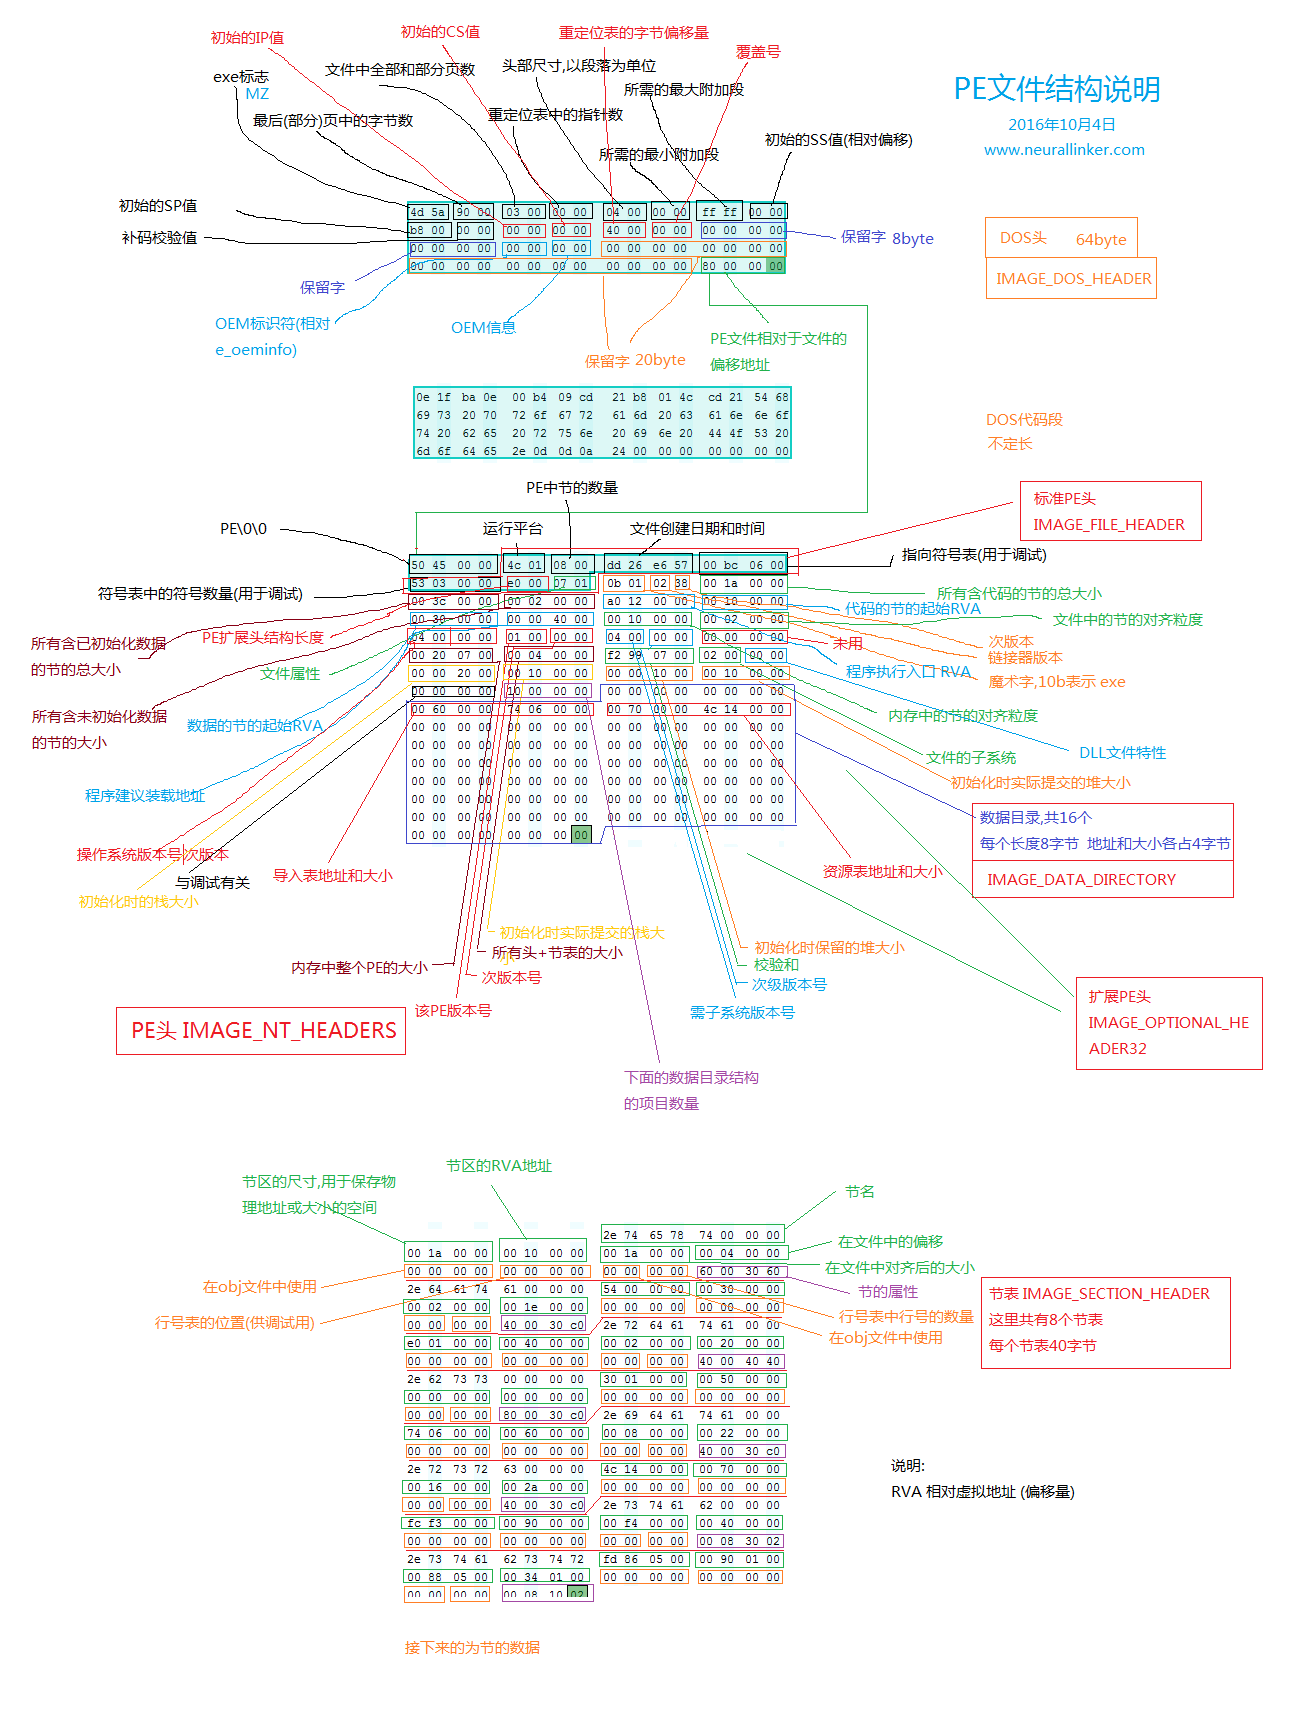 PE文件结构说明
2016年10月4日
www.neurallinker.com
初始的IP值
初始的CS值
重定位表的字节偏移量
覆盖号
exe标志
MZ
文件中全部和部分页数
头部尺寸,以段落为单位
所需的最大附加段
最后(部分)页中的字节数
重定位表中的指针数
所需的最小附加段
初始的SS值(相对偏移)
初始的SP值
补码校验值
4d 5a 90 00 03 00 00 00 04 00 00 00 ff ff 00 00
b8 00 00 00 00 00 00 00 40 00 00 00 00 00 00 00
00 00 00 00 00 00 00 00 00 00 00 00 00 00 00 00
00 00 00 00 00 00 00 00 00 00 00 00 80 00 00 00
保留字 8byte
DOS头 64byte
IMAGE_DOS_HEADER
保留字
OEM标识符(相对
e_oeminfo)
OEM信息
保留字 20byte
PE文件相对于文件的
偏移地址
0e 1f ba 0e 00 b4 09 cd 21 b8 01 4c cd 21 54 68
69 73 20 70 72 6f 67 72 61 6d 20 63 61 6e 6e 6f
74 20 62 65 20 72 75 6e 20 69 6e 20 44 4f 53 20
6d 6f 64 65 2e 0d 0d 0a 24 00 00 00 00 00 00 00
DOS代码段
不定长
PE中节的数量
PE\0\0
运行平台
文件创建日期和时间
标准PE头
IMAGE_FILE_HEADER
指向符号表(用于调试)
50 45 00 00 4c 01 08 00 dd 26 e6 57 00 bc 06 00
53 03 00 00 e0 00 07 01 0b 01 02 38 00 1a 00 00
00 3c 00 00 00 02 00 00 a0 12 00 00 00 10 00 00
00 30 00 00 00 00 40 00 00 10 00 00 00 02 00 00
04 00 00 00 01 00 00 00 04 00 00 00 00 00 00 00
00 20 07 00 00 04 00 00 f2 99 07 00 02 00 00 00
00 00 20 00 00 10 00 00 00 00 10 00 00 10 00 00
00 00 00 00 10 00 00 00 00 00 00 00 00 00 00 00
00 60 00 00 74 06 00 00 00 70 00 00 4c 14 00 00
00 00 00 00 00 00 00 00 00 00 00 00 00 00 00 00
00 00 00 00 00 00 00 00 00 00 00 00 00 00 00 00
00 00 00 00 00 00 00 00 00 00 00 00 00 00 00 00
00 00 00 00 00 00 00 00 00 00 00 00 00 00 00 00
00 00 00 00 00 00 00 00 00 00 00 00 00 00 00 00
00 00 00 00 00 00 00 00 00 00 00 00 00 00 00 00
00 00 00 00 00 00 00 00
符号表中的符号数量(用于调试)
PE扩展头结构长度
所有含已初始化数据
的节的总大小
文件属性
所有含未初始化数据
的节的大小
数据的节的起始RVA
程序建议装载地址
操作系统版本号
次版本
与调试有关
初始化时的栈大小
导入表地址和大小
所有含代码的节的总大小
代码的节的起始RVA
文件中的节的对齐粒度
未用
次版本
链接器版本
程序执行入口 RVA
魔术字,10b表示 exe
内存中的节的对齐粒度
DLL文件特性
文件的子系统
初始化时实际提交的堆大小
数据目录,共16个
每个长度8字节 地址和大小各占4字节
IMAGE_DATA_DIRECTORY
资源表地址和大小
初始化时实际提交的栈大
小
所有头+节表的大小
内存中整个PE的大小
次版本号
该PE版本号
初始化时保留的堆大小
校验和
次级版本号
需子系统版本号
PE头 IMAGE_NT_HEADERS
扩展PE头
IMAGE_OPTIONAL_HE
ADER32
下面的数据目录结构
的项目数量
节区的RVA地址
节区的尺寸,用于保存物
理地址或大小的空间
节名
在文件中的偏移
在文件中对齐后的大小
节的属性
在obj文件中使用
行号表的位置(供调试用)
行号表中行号的数量
在obj文件中使用
2e 74 65 78 74 00 00 00
00 1a 00 00 00 10 00 00 00 1a 00 00 00 04 00 00
00 00 00 00 00 00 00 00 00 00 00 00 60 00 30 60
2e 64 61 74 61 00 00 00 54 00 00 00 00 30 00 00
00 02 00 00 00 1e 00 00 00 00 00 00 00 00 00 00
00 00 00 00 40 00 30 c0 2e 72 64 61 74 61 00 00
e0 01 00 00 00 40 00 00 00 02 00 00 00 20 00 00
00 00 00 00 00 00 00 00 00 00 00 00 40 00 40 40
2e 62 73 73 00 00 00 00 30 01 00 00 00 50 00 00
00 00 00 00 00 00 00 00 00 00 00 00 00 00 00 00
00 00 00 00 80 00 30 c0 2e 69 64 61 74 61 00 00
74 06 00 00 00 60 00 00 00 08 00 00 00 22 00 00
00 00 00 00 00 00 00 00 00 00 00 00 40 00 30 c0
2e 72 73 72 63 00 00 00 4c 14 00 00 00 70 00 00
00 16 00 00 00 2a 00 00 00 00 00 00 00 00 00 00
00 00 00 00 40 00 30 c0 2e 73 74 61 62 00 00 00
fc f3 00 00 00 90 00 00 00 f4 00 00 00 40 00 00
00 00 00 00 00 00 00 00 00 00 00 00 00 08 30 02
2e 73 74 61 62 73 74 72 fd 86 05 00 00 90 01 00
00 88 05 00 00 34 01 00 00 00 00 00 00 00 00 00
00 00 00 00 00 08 10 02
节表 IMAGE_SECTION_HEADER
这里共有8个节表
每个节表40字节
说明:
RVA 相对虚拟地址 (偏移量)
接下来的为节的数据